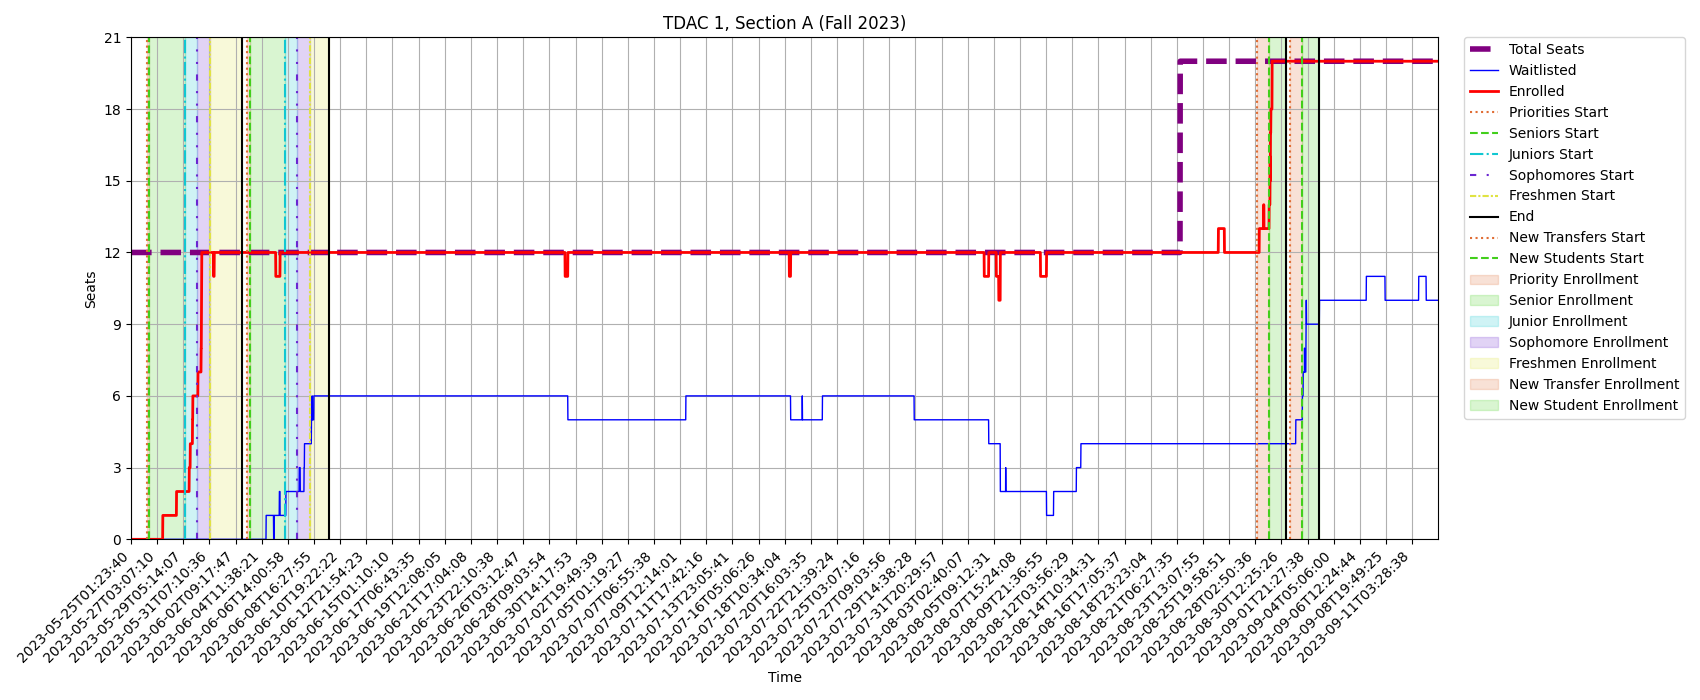 TDAC 1, Section A (Fall 2023)
Seats
21
18
15
12
9
6
3
0
2023-05-25T01:23:40
2023-05-27T03:07:10
2023-05-29T05:14:07
2023-05-31T07:10:36
2023-06-02T09:17:47
2023-06-04T11:38:21
2023-06-06T14:00:58
2023-06-08T16:27:55
2023-06-10T19:22:22
2023-06-12T21:54:23
2023-06-15T01:10:10
2023-06-17T06:43:35
2023-06-19T12:08:05
2023-06-21T17:04:08
2023-06-23T22:10:38
2023-06-26T03:12:47
2023-06-28T09:03:54
2023-06-30T14:17:53
2023-07-02T19:49:39
2023-07-05T01:19:27
2023-07-07T06:55:38
2023-07-09T12:14:01
2023-07-11T17:42:16
2023-07-13T23:05:41
2023-07-16T05:06:26
2023-07-18T10:34:04
2023-07-20T16:03:35
2023-07-22T21:39:24
2023-07-25T03:07:16
2023-07-27T09:03:56
2023-07-29T14:38:28
2023-07-31T20:29:57
2023-08-03T02:40:07
2023-08-05T09:12:31
2023-08-07T15:24:08
2023-08-09T21:36:55
2023-08-12T03:56:29
2023-08-14T10:34:31
2023-08-16T17:05:37
2023-08-18T23:23:04
2023-08-21T06:27:35
2023-08-23T13:07:55
2023-08-25T19:58:51
2023-08-28T02:50:36
2023-08-30T12:25:26
2023-09-01T21:27:38
2023-09-04T05:06:00
2023-09-06T12:24:44
2023-09-08T19:49:25
2023-09-11T03:28:38
Time
Total Seats
Waitlisted
Enrolled
Priorities Start
Seniors Start
Juniors Start
Sophomores Start
Freshmen Start
End
New Transfers Start
New Students Start
Priority Enrollment
Senior Enrollment
Junior Enrollment
Sophomore Enrollment
Freshmen Enrollment
New Transfer Enrollment
New Student Enrollment